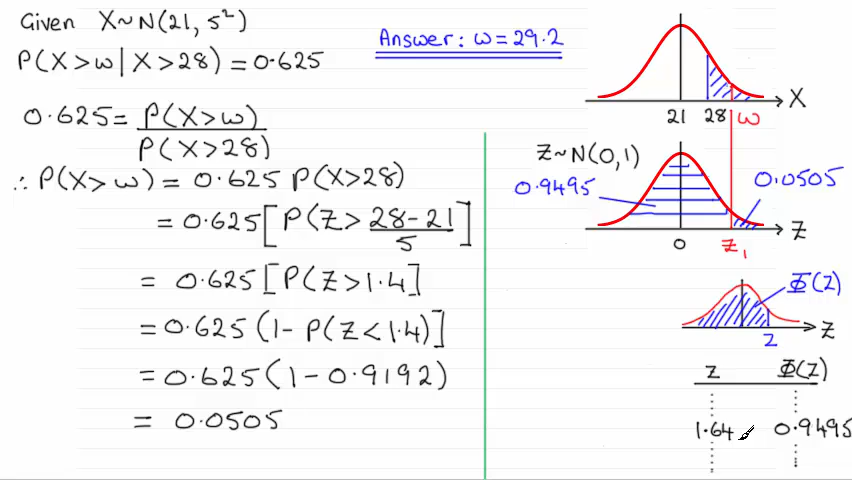 Given X~N(21, 5²)
P(X>w|X>28)=0.625
Answer: w=29.2
0.625= P(X>w)
P(X>28)
∴ P(X>w) = 0.625 P(X>28)
= 0.625[P(Z> 28-21
5 ]
= 0.625[P(Z>1.4]
= 0.625(1-P(Z<1.4)]
= 0.625(1-0.9192)
= 0.0505
X
21 28 w
Z~N(0,1)
0.9495
0.0505
Z
0 Z₁
Φ(Z)
Z
Z
Z Φ(Z)
1.64 0.9495